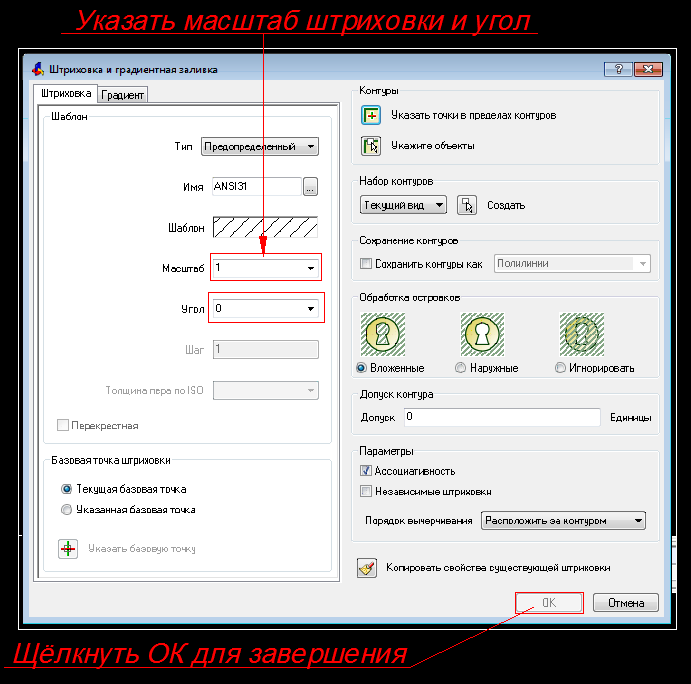 Указать масштаб штриховки и угол
Штриховка и градиентная заливка
?
Штриховка
Градиент
Шаблон
Тип
Предопределенный
Имя
ANSI31
...
Шаблон
Масштаб
1
Угол
0
Шаг
1
Толщина пера по ISO
Перекрестная
Базовая точка штриховки
Текущая базовая точка
Указанная базовая точка
Указать базовую точку
Контуры
Указать точки в пределах контуров
Укажите объекты
Набор контуров
Текущий вид
Создать
Сохранение контуров
Сохранить контуры как
Полилинии
Обработка островков
Вложенные
Наружные
Игнорировать
Допуск контура
Допуск
0
Единицы
Параметры
Ассоциативность
Независимые штриховки
Порядок вычерчивания
Расположить за контуром
Копировать свойства существующей штриховки
ОК
Отмена
Щёлкнуть ОК для завершения